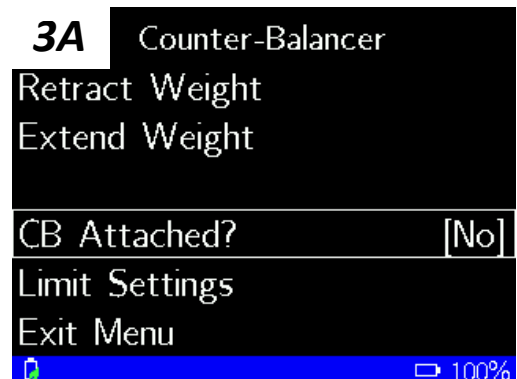 3A Counter-Balancer
Retract Weight
Extend Weight
CB Attached? [No]
Limit Settings
Exit Menu
100%